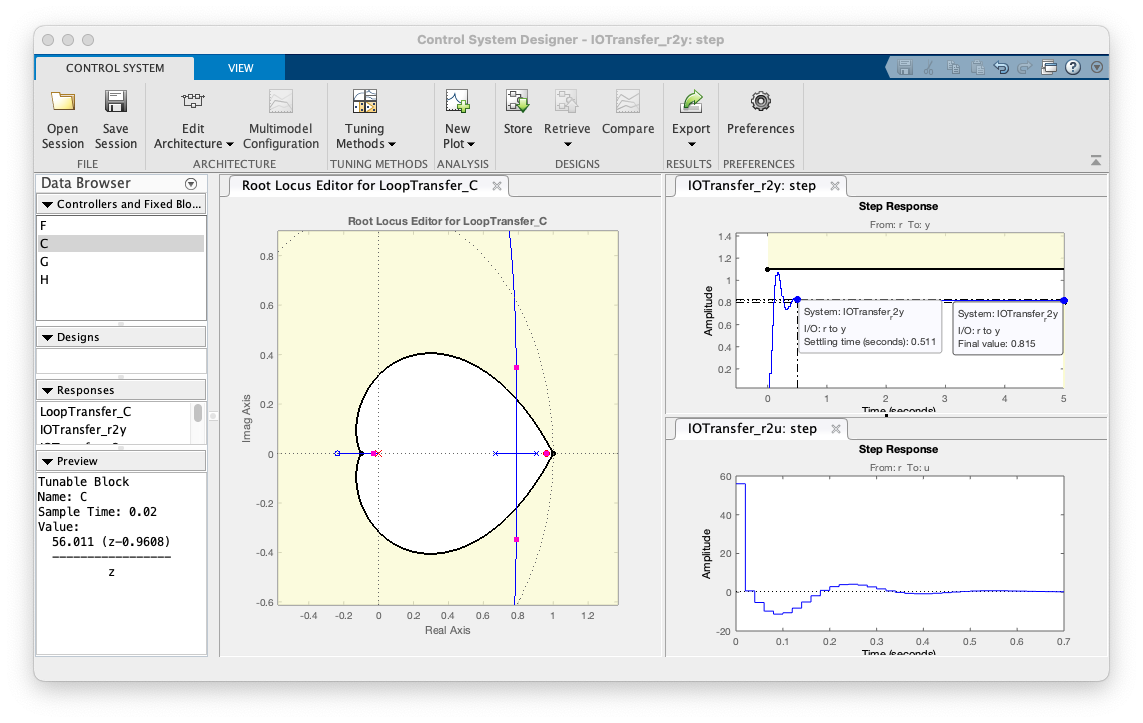 Control System Designer - IOTransfer_r2y: step
CONTROL SYSTEM
VIEW
Open Session
Save Session
Edit Architecture
Multimodel Configuration
Tuning Methods
New Plot
Store
Retrieve
Compare
Export
Preferences
FILE
ARCHITECTURE
TUNING METHODS
ANALYSIS
DESIGNS
RESULTS
PREFERENCES
Data Browser
Controllers and Fixed Blo...
F
C
G
H
Designs
Responses
LoopTransfer_C
IOTransfer_r2y
Preview
Tunable Block
Name: C
Sample Time: 0.02
Value:
56.011 (z-0.9608)
-----------------
z
Root Locus Editor for LoopTransfer_C
Root Locus Editor for LoopTransfer_C
0.8
0.6
0.4
0.2
0
-0.2
-0.4
-0.6
Imag Axis
-0.4 -0.2 0 0.2 0.4 0.6 0.8 1 1.2
Real Axis
IOTransfer_r2y: step
Step Response
From: r To: y
1.4
1.2
1
0.8
0.6
0.4
0.2
Amplitude
System: IOTransfer_r2y
I/O: r to y
Settling time (seconds): 0.511
System: IOTransfer_r2y
I/O: r to y
Final value: 0.815
0 1 2 3 4 5
Time (seconds)
IOTransfer_r2u: step
Step Response
From: r To: u
60
40
20
0
-20
Amplitude
0 0.1 0.2 0.3 0.4 0.5 0.6 0.7
Time (seconds)